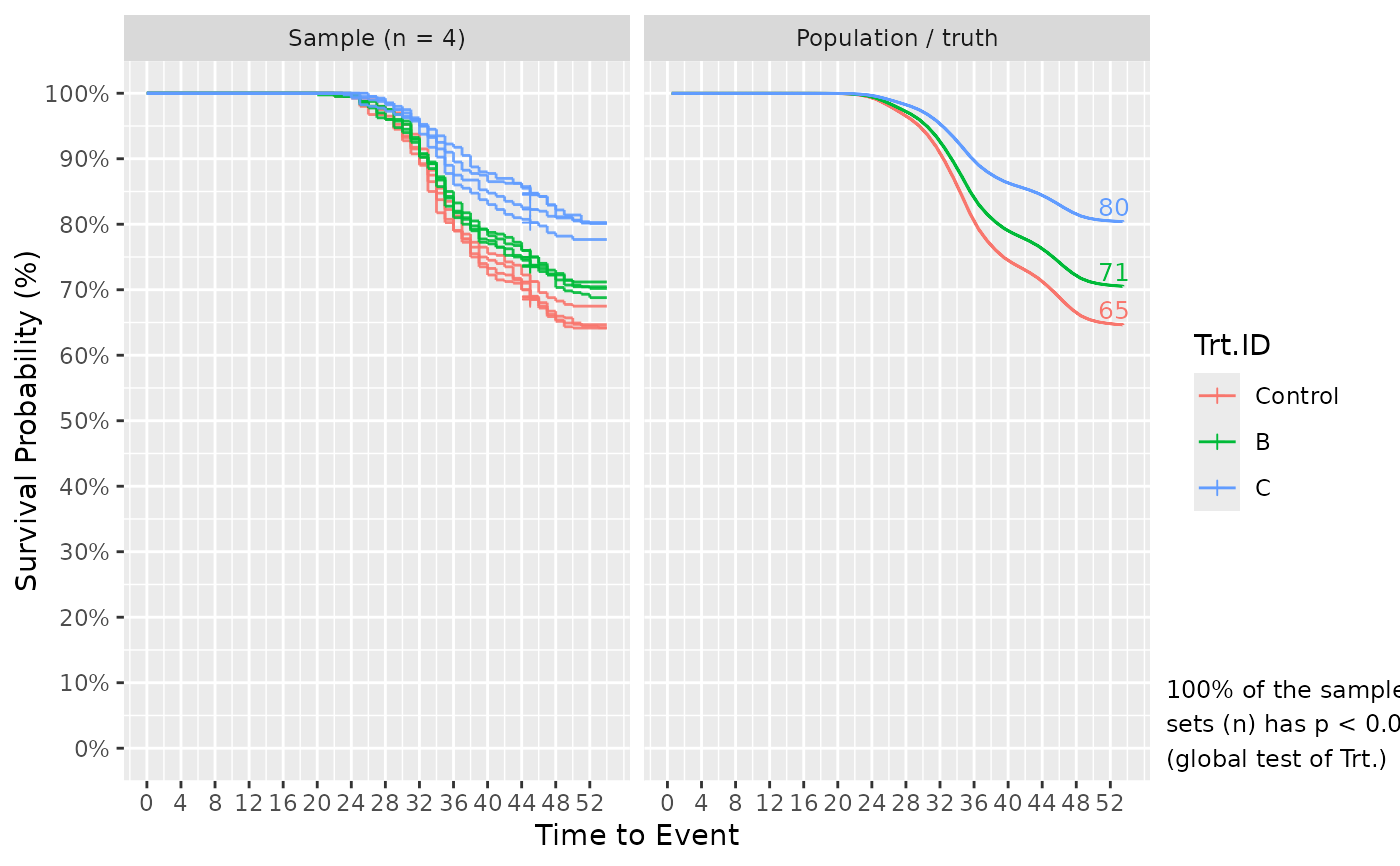 Sample (n = 4)
Population / truth
Survival Probability (%)
100%
90%
80%
70%
60%
50%
40%
30%
20%
10%
0%
80
71
65
0 4 8 12 16 20 24 28 32 36 40 44 48 52
0 4 8 12 16 20 24 28 32 36 40 44 48 52
Time to Event
Trt.ID
Control
B
C
100% of the sample
sets (n) has p < 0.0
(global test of Trt.)